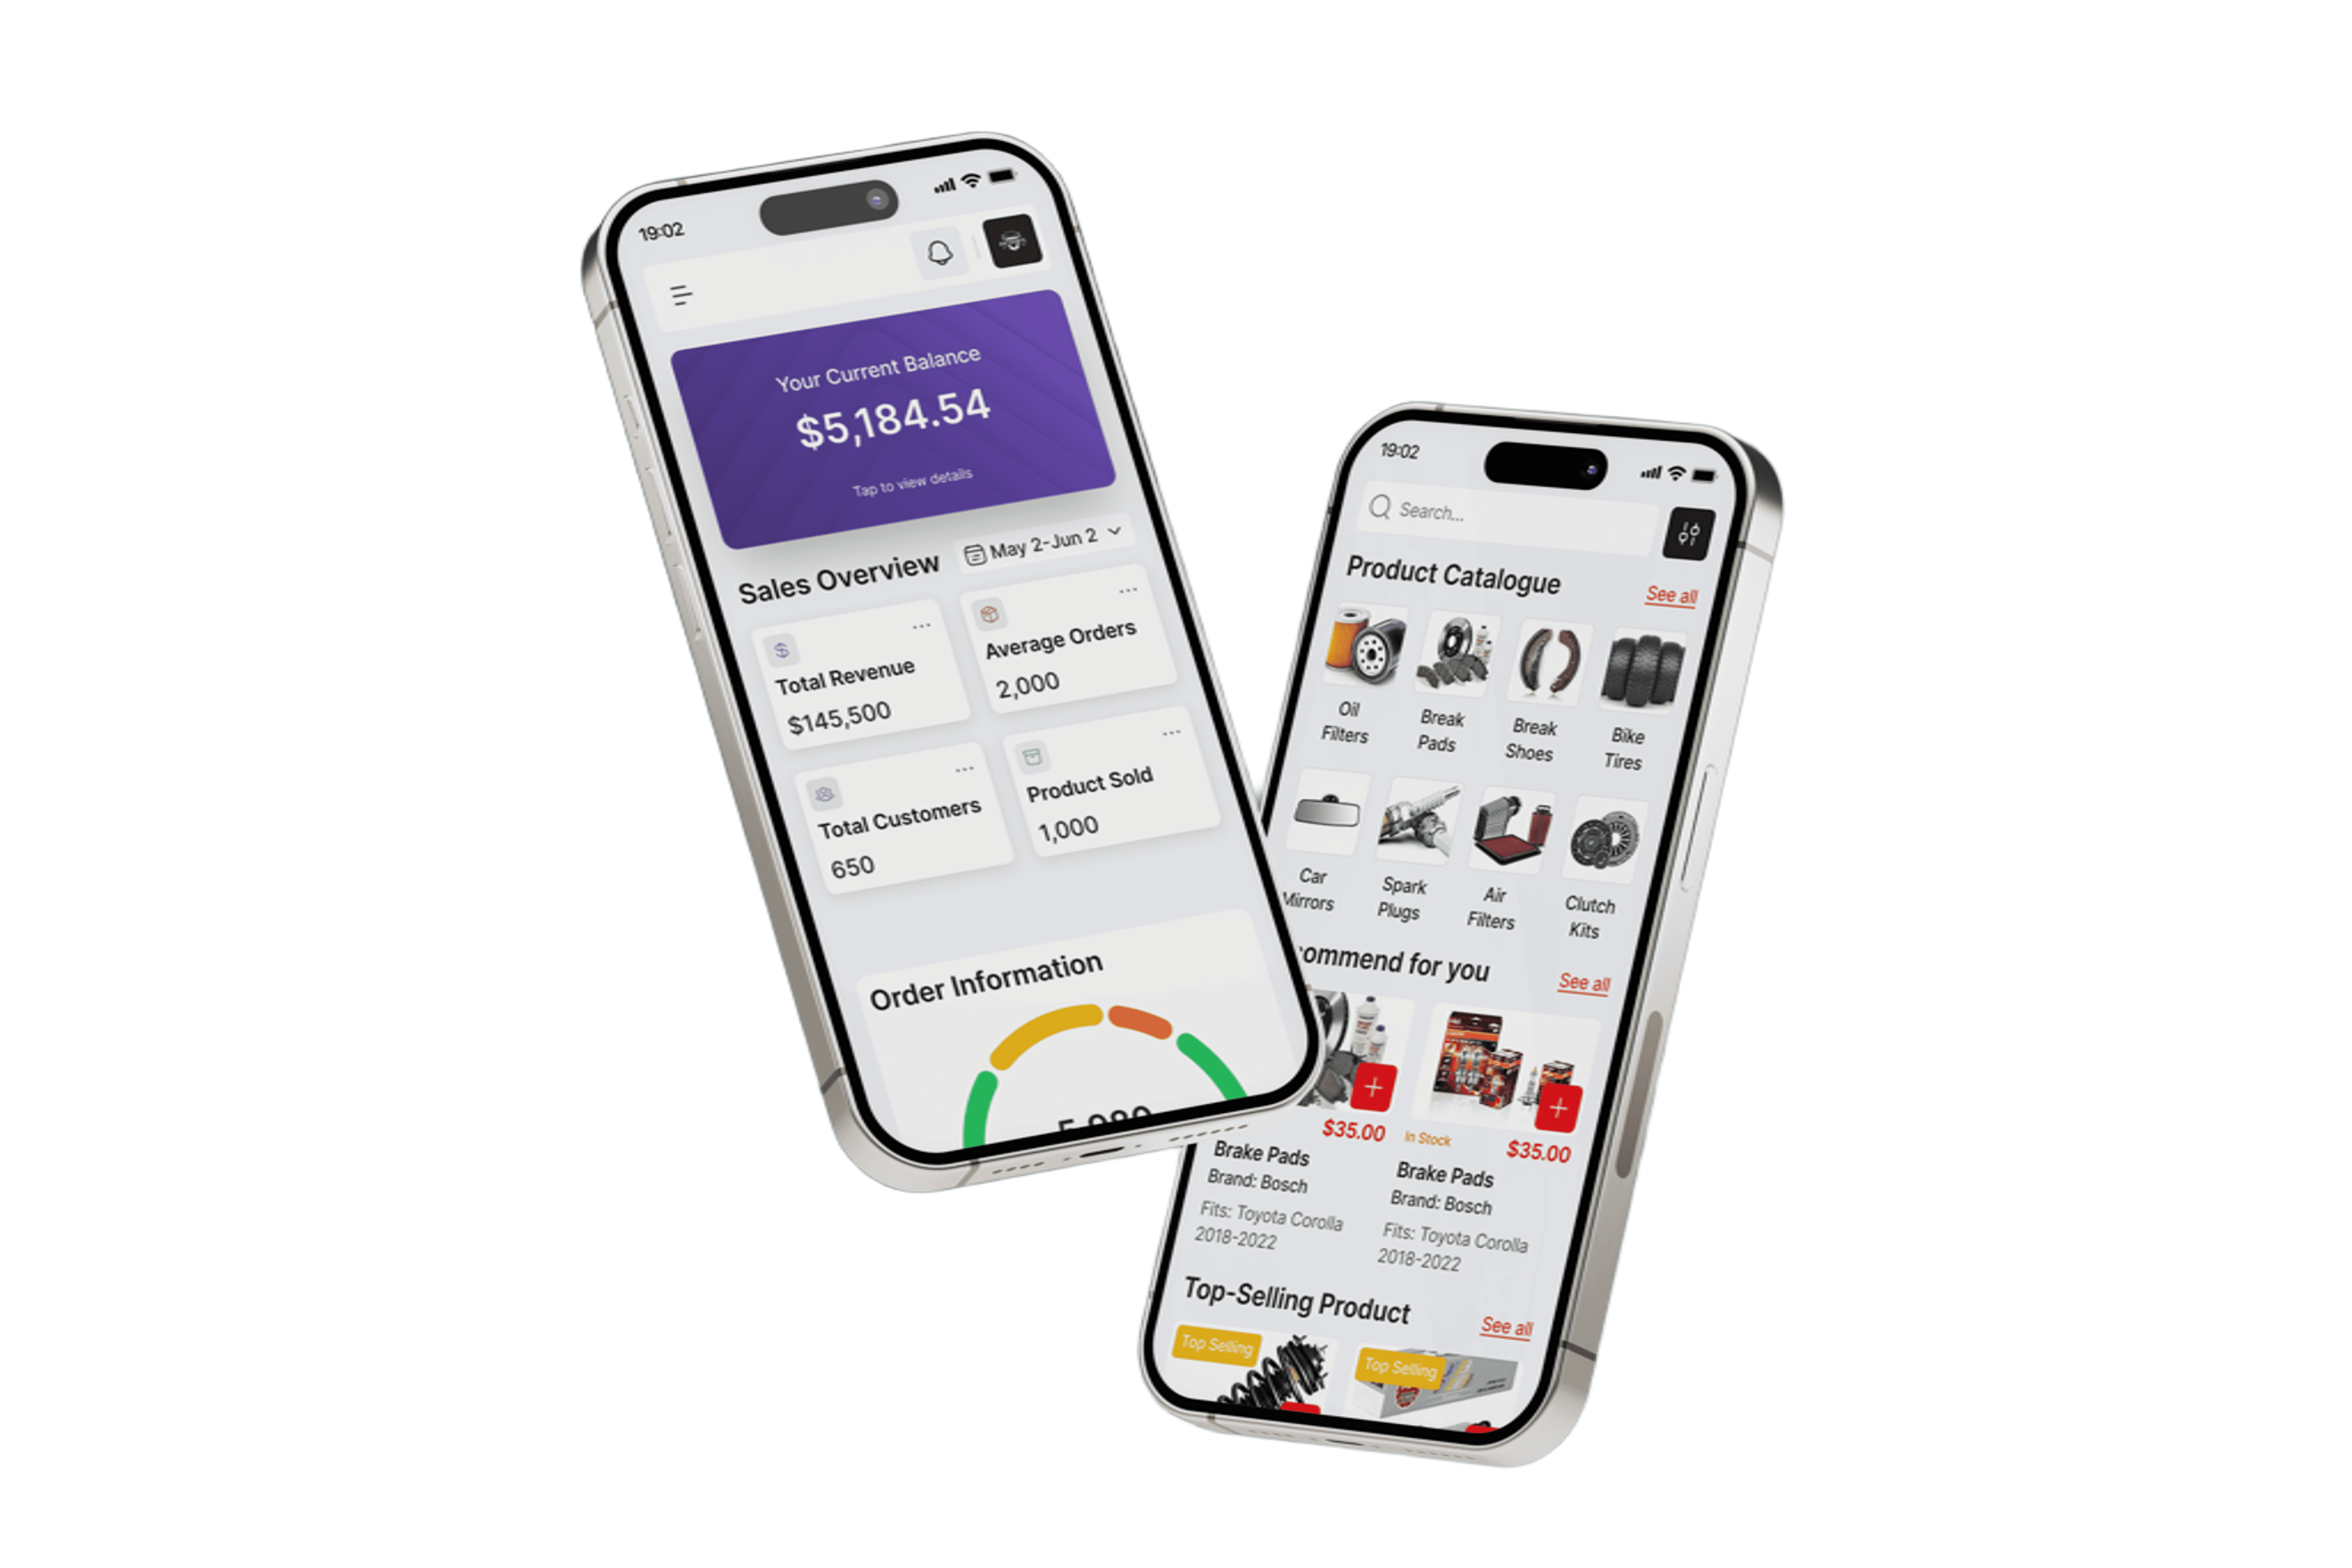 19:02
Your Current Balance
$5,184.54
Tap to view details
Sales Overview
May 2-Jun 2
Total Revenue
$145,500
Average Orders
2,000
Total Customers
650
Product Sold
1,000
Order Information
19:02
Search...
Product Catalogue
See all
Oil
Filters
Break
Pads
Break
Shoes
Bike
Tires
Car
Mirrors
Spark
Plugs
Air
Filters
Clutch
Kits
commend for you
See all
$35.00
Brake Pads
Brand: Bosch
Fits: Toyota Corolla
2018-2022
In Stock
$35.00
Brake Pads
Brand: Bosch
Fits: Toyota Corolla
2018-2022
Top-Selling Product
See all
Top Selling
Top Selling